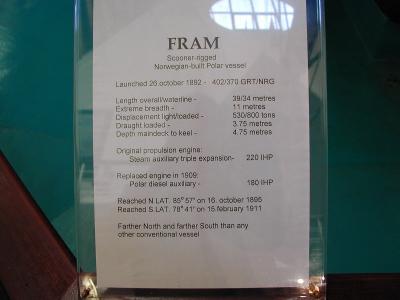 FRAM
Scooner-rigged
Norwegian-built Polar vessel
Launched 26.october 1892 - 402/370 GRT/NRG
Length overall/waterline - 39/34 metres
Extreme breadth - 11 metres
Displacement light/loaded - 530/800 tons
Draught loaded - 3.75 metres
Depth maindeck to keel - 4.75 metres
Original propulsion engine:
Steam auxiliary triple expansion- 220 IHP
Replaced engine in 1909:
Polar diesel auxiliary - 180 IHP
Reached N.LAT. 85°57' on 16. october 1895
Reached S.LAT. 78°41' on 15.february 1911
Farther North and farther South than any
other conventional vessel